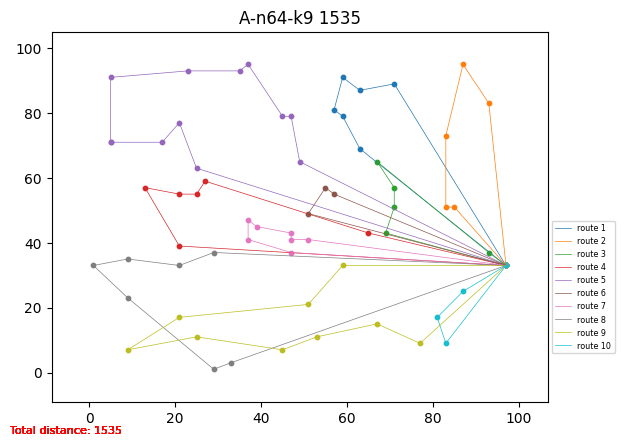 A-n64-k9 1535
100
80
60
40
20
0
0 20 40 60 80 100
route 1
route 2
route 3
route 4
route 5
route 6
route 7
route 8
route 9
route 10
Total distance: 1535